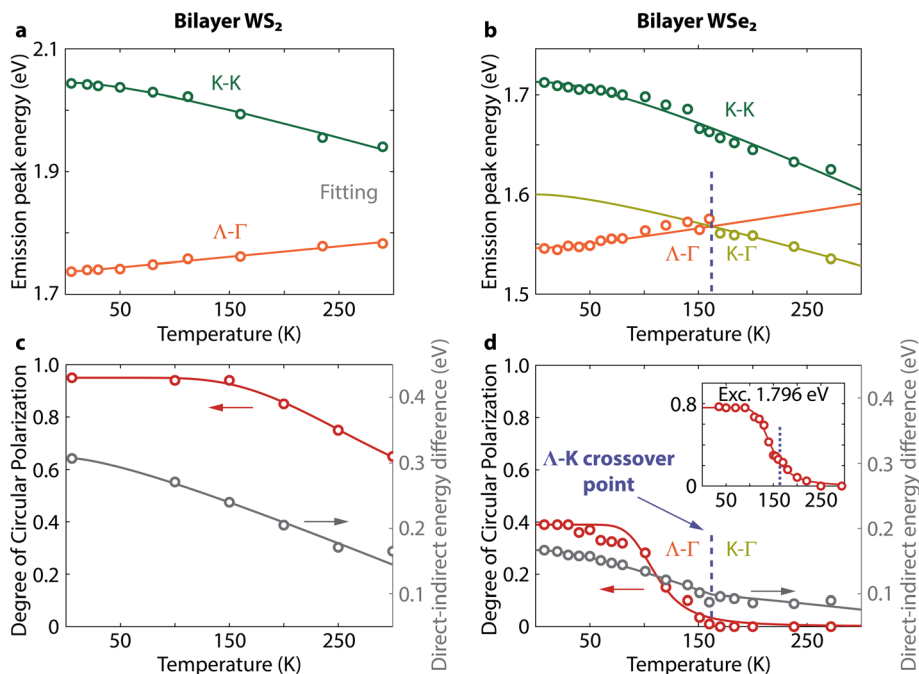 Bilayer WS₂
a
2.1
1.9
1.7
Emission peak energy (eV)
K-K
Fitting
Λ-Γ
50
150
250
Temperature (K)
Bilayer WSe₂
b
1.7
1.6
1.5
Emission peak energy (eV)
K-K
Λ-Γ
K-Γ
50
150
250
Temperature (K)
c
1.0
0.8
0.6
0.4
0.2
0
Degree of Circular Polarization
0.4
0.3
0.2
0.1
Direct-indirect energy difference (eV)
50
150
250
Temperature (K)
d
1.0
0.8
0.6
0.4
0.2
0
Degree of Circular Polarization
Λ-K crossover
point
Λ-Γ
K-Γ
Exc. 1.796 eV
0.8
0.4
0
50
150
250
0.4
0.3
0.2
0.1
Direct-indirect energy difference (eV)
50
150
250
Temperature (K)